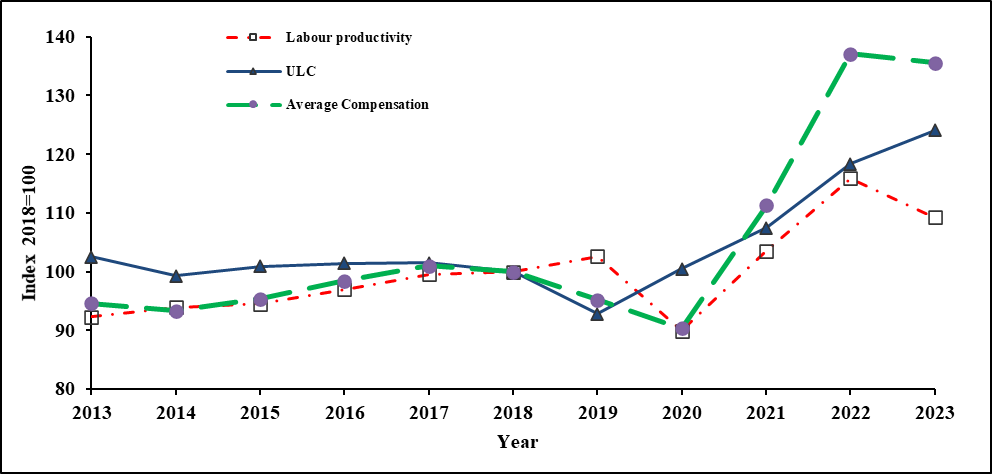 Labour productivity
ULC
Average Compensation
Index 2018=100
140
130
120
110
100
90
80
2013 2014 2015 2016 2017 2018 2019 2020 2021 2022 2023
Year